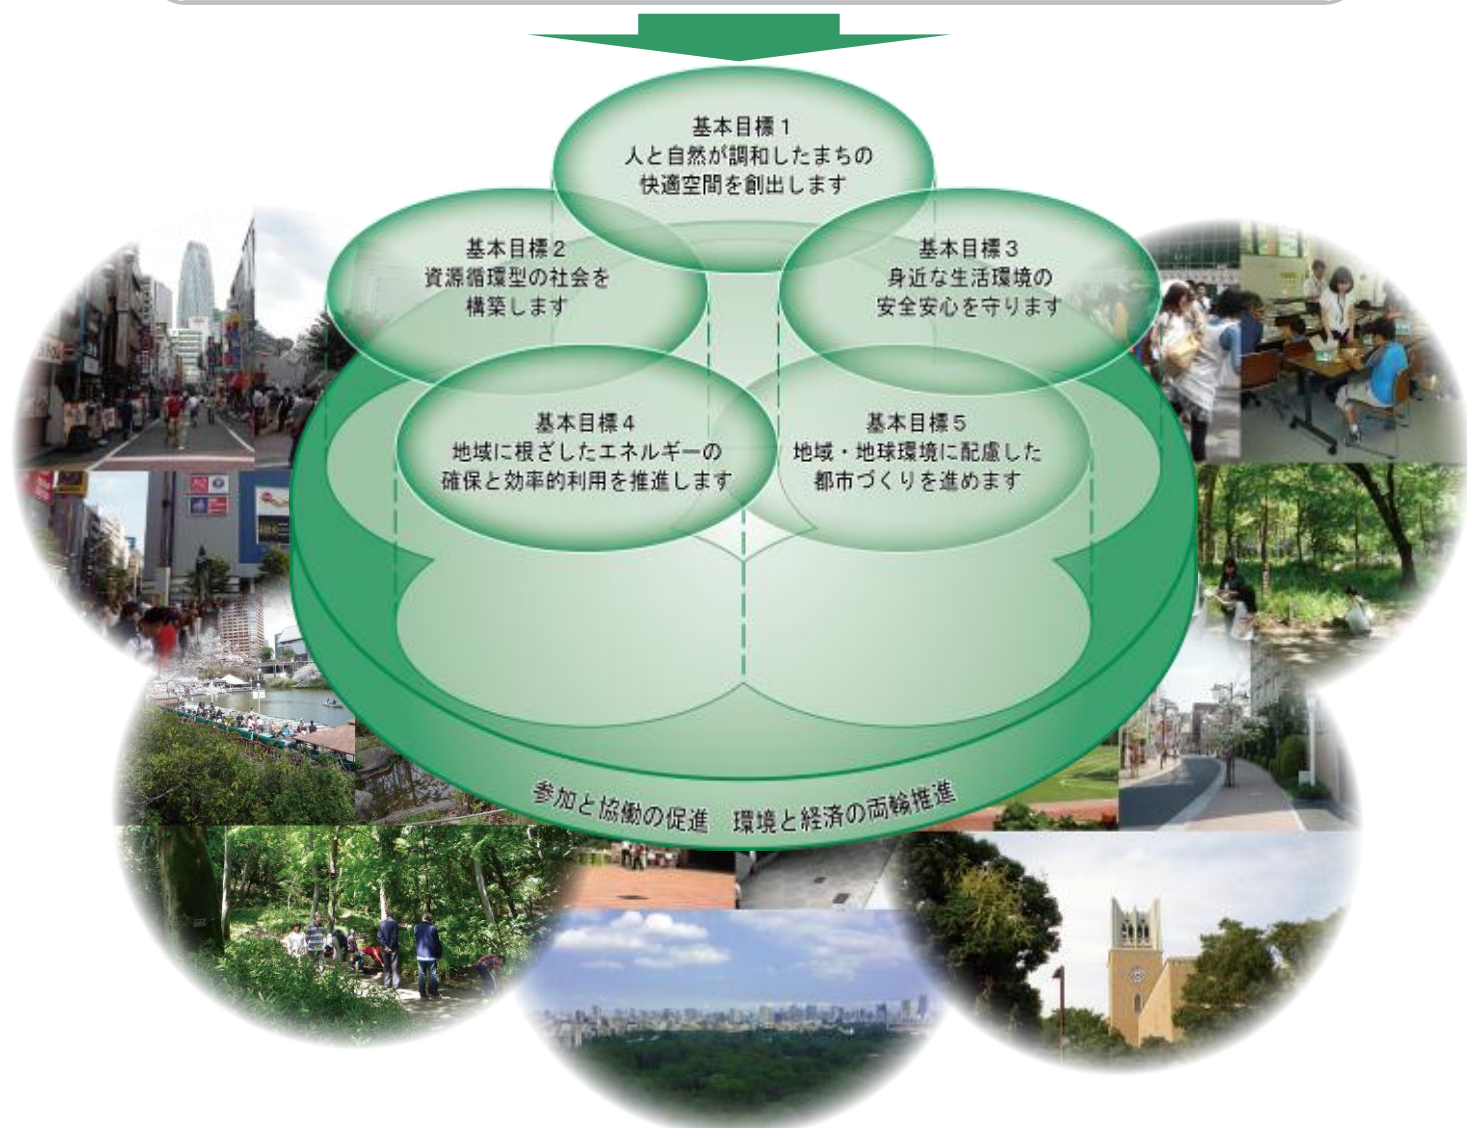 基本目標１
人と自然が調和したまちの
快適空間を創出します
基本目標２
資源循環型の社会を
構築します
基本目標３
身近な生活環境の
安全安心を守ります
基本目標４
地域に根ざしたエネルギーの
確保と効率的利用を推進します
基本目標５
地域・地球環境に配慮した
都市づくりを進めます
参加と協働の促進　環境と経済の両輪推進